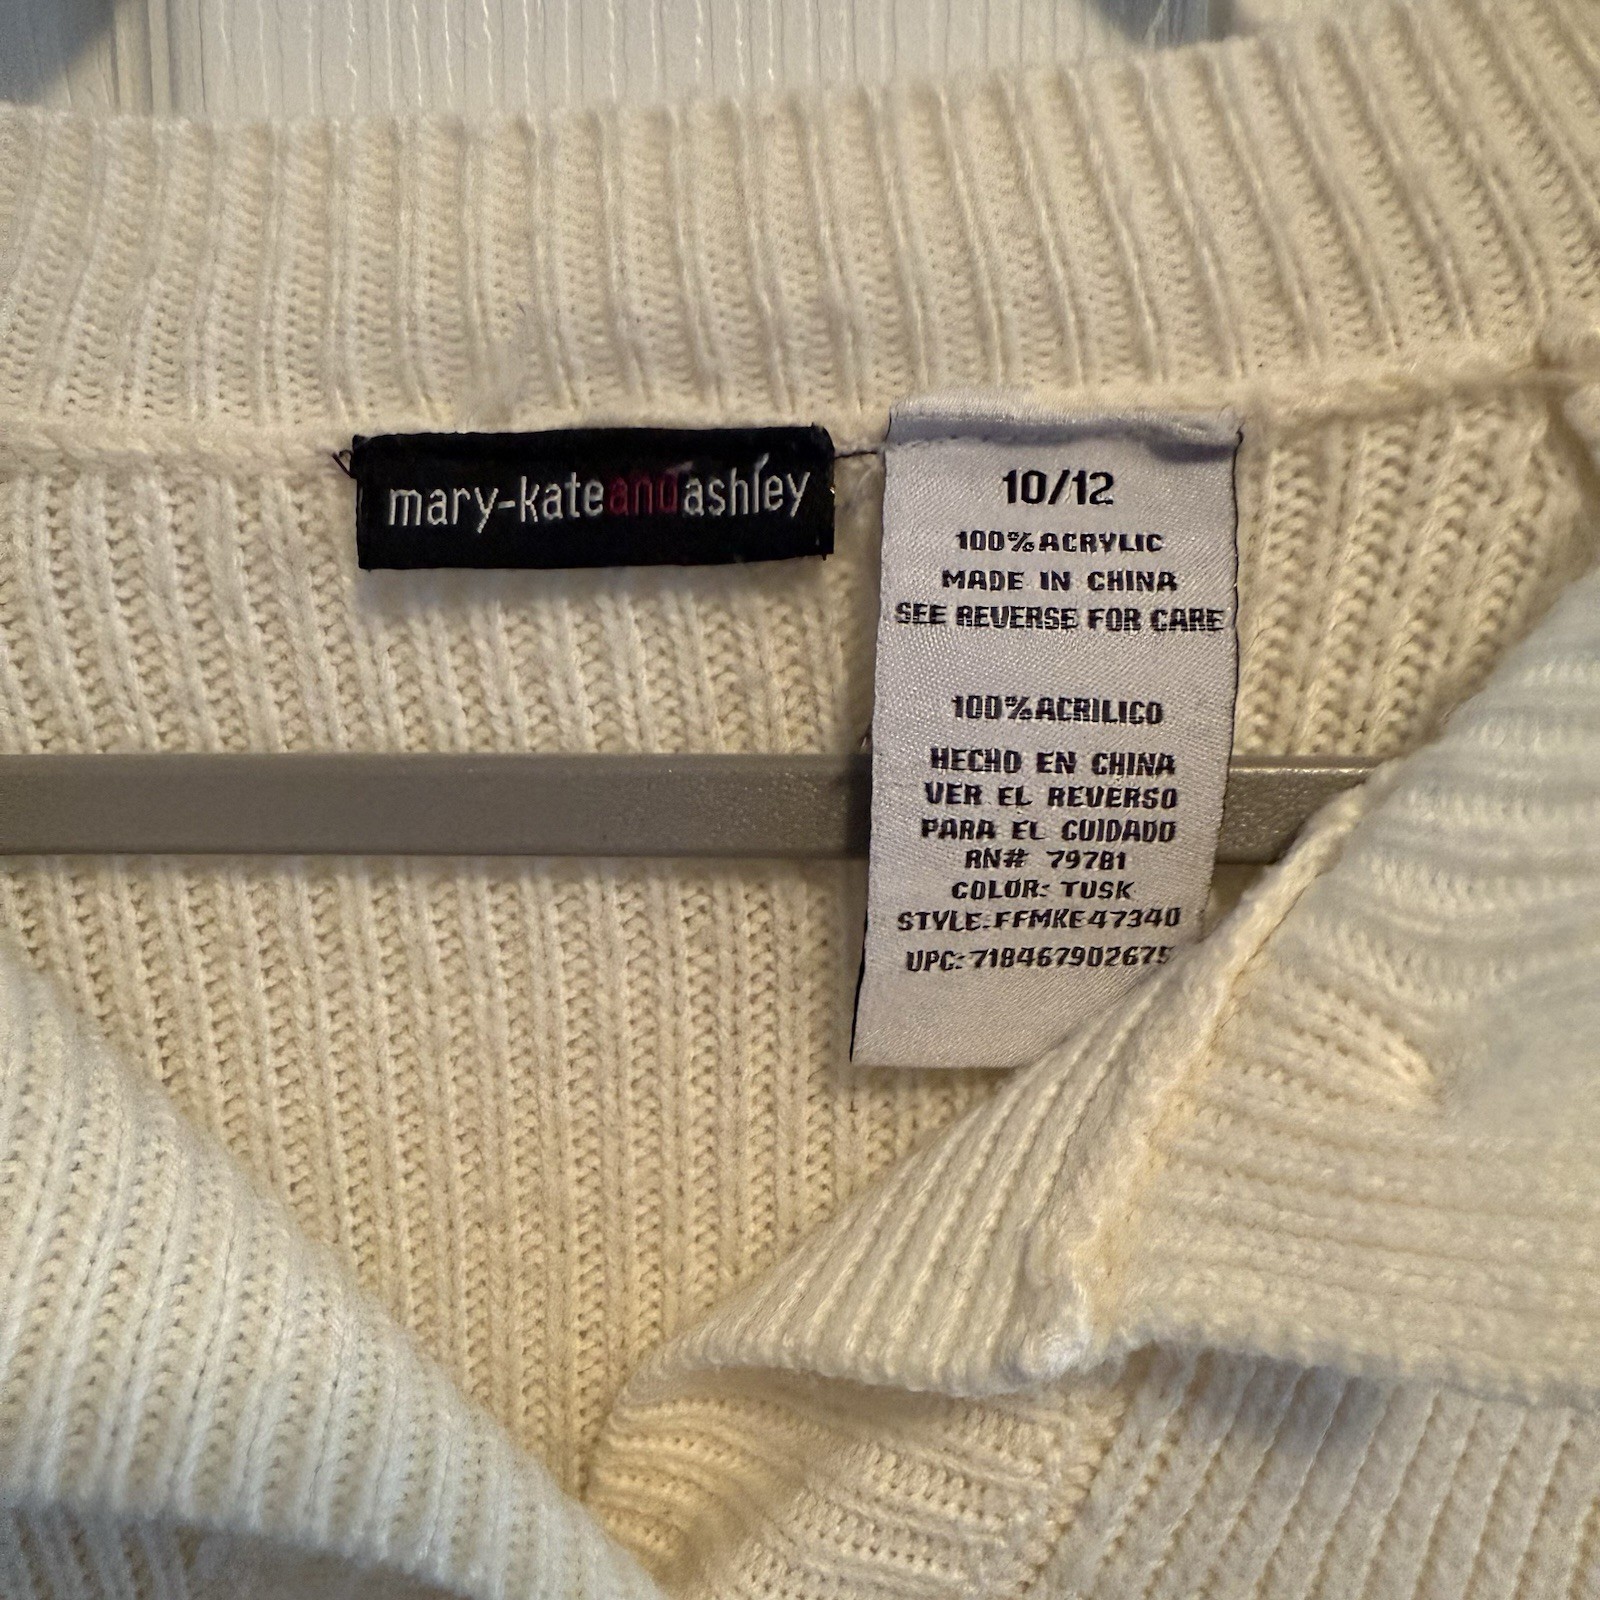 mary-kateandashley
10/12
100% ACRYLIC
MADE IN CHINA
SEE REVERSE FOR CARE
100% ACRILICO
HECHO EN CHINA
VER EL REVERSO
PARA EL CUIDADO
RN# 79781
COLOR: TUSK
STYLE:FFMKE47340
UPC:718467902675